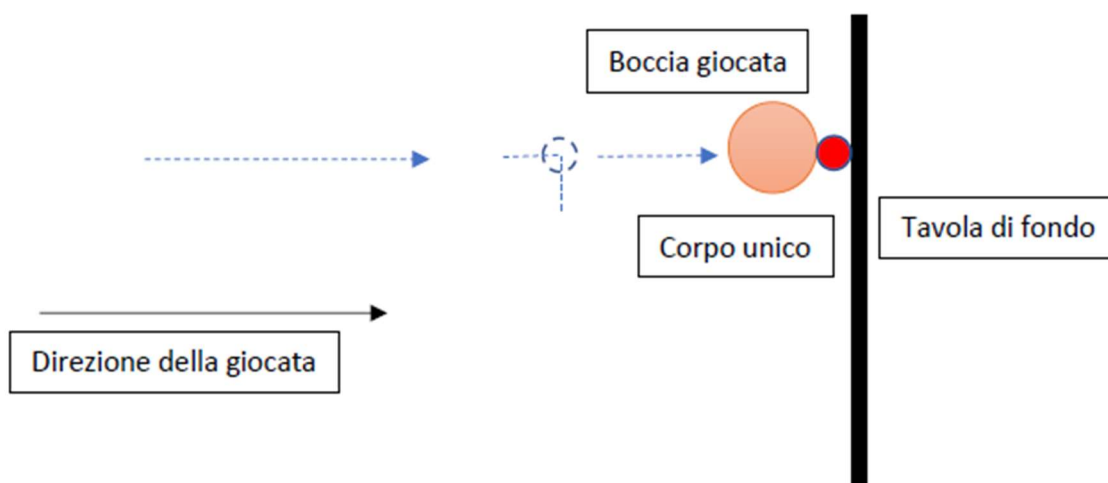 Boccia giocata
Corpo unico
Tavola di fondo
Direzione della giocata